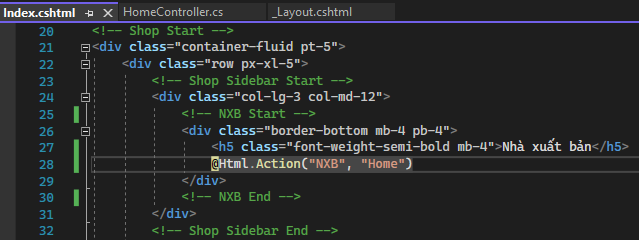 Index.cshtml HomeController.cs _Layout.cshtml
20 <!-- Shop Start -->
21 <div class="container-fluid pt-5">
22 <div class="row px-xl-5">
23 <!-- Shop Sidebar Start -->
24 <div class="col-lg-3 col-md-12">
25 <!-- NXB Start -->
26 <div class="border-bottom mb-4 pb-4">
27 <h5 class="font-weight-semi-bold mb-4">Nhà xuất bản</h5>
28 @Html.Action("NXB", "Home")
29 </div>
30 <!-- NXB End -->
31 </div>
32 <!-- Shop Sidebar End -->